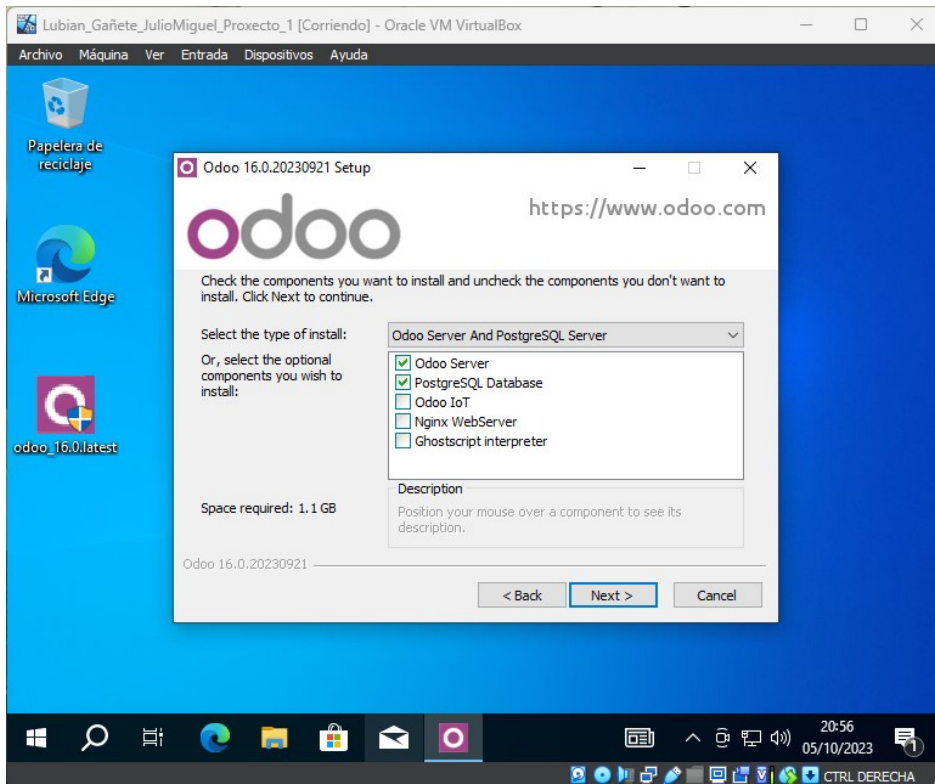 Lubian_Gañete_JulioMiguel_Proxecto_1 [Corriendo] - Oracle VM VirtualBox
Archivo Máquina Ver Entrada Dispositivos Ayuda
Papelera de
reciclaje
Microsoft Edge
odoo_16.0.latest
Odoo 16.0.20230921 Setup
odoo
https://www.odoo.com
Check the components you want to install and uncheck the components you don't want to
install. Click Next to continue.
Select the type of install:
Odoo Server And PostgreSQL Server
Or, select the optional
components you wish to
install:
Odoo Server
PostgreSQL Database
Odoo IoT
Nginx WebServer
Ghostscript interpreter
Space required: 1.1 GB
Description
Position your mouse over a component to see its
description.
Odoo 16.0.20230921
< Back
Next >
Cancel
20:56
05/10/2023
1
CTRL DERECHA